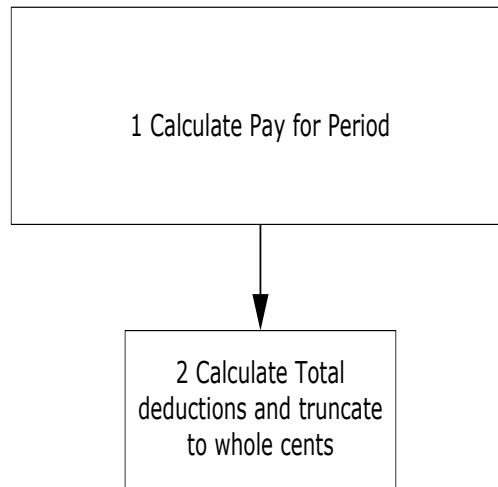 1 Calculate Pay for Period
2 Calculate Total
deductions and truncate
to whole cents